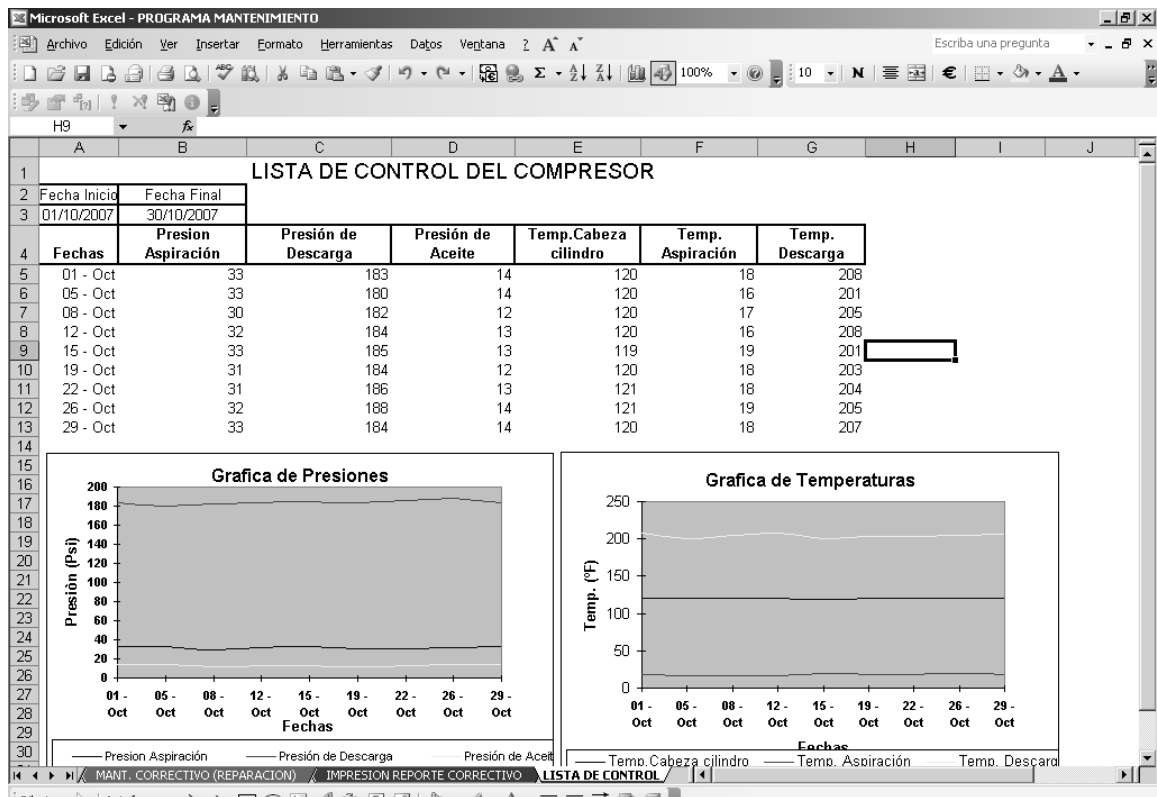 Microsoft Excel - PROGRAMA MANTENIMIENTO
Archivo Edición Ver Insertar Formato Herramientas Datos Ventana ? A A Escriba una pregunta
100% 10 N €
H9 fx
A B C D E F G H I J
1 LISTA DE CONTROL DEL COMPRESOR
2 Fecha Inicio Fecha Final
3 01/10/2007 30/10/2007
Presion Presión de Presión de Temp.Cabeza Temp. Temp.
4 Fechas Aspiración Descarga Aceite cilindro Aspiración Descarga
5 01 - Oct 33 183 14 120 18 208
6 05 - Oct 33 180 14 120 16 201
7 08 - Oct 30 182 12 120 17 205
8 12 - Oct 32 184 13 120 16 208
9 15 - Oct 33 185 13 119 19 201
10 19 - Oct 31 184 12 120 18 203
11 22 - Oct 31 186 13 121 18 204
12 26 - Oct 32 188 14 121 19 205
13 29 - Oct 33 184 14 120 18 207
14
15
16
17
18
19
20
21
22
23
24
25
26
27
28
29
30
Grafica de Presiones
Presiòn (Psi)
200
180
160
140
120
100
80
60
40
20
0
01 - 05 - 08 - 12 - 15 - 19 - 22 - 26 - 29 -
Oct Oct Oct Oct Oct Oct Oct Oct Oct
Fechas
Presion Aspiración Presión de Descarga Presión de Aceit
Grafica de Temperaturas
Temp. (ºF)
250
200
150
100
50
0
01 - 05 - 08 - 12 - 15 - 19 - 22 - 26 - 29 -
Oct Oct Oct Oct Oct Oct Oct Oct Oct
Fechas
Temp.Cabeza cilindro Temp. Aspiración Temp. Descarg
MANT. CORRECTIVO (REPARACION) IMPRESION REPORTE CORRECTIVO LISTA DE CONTROL